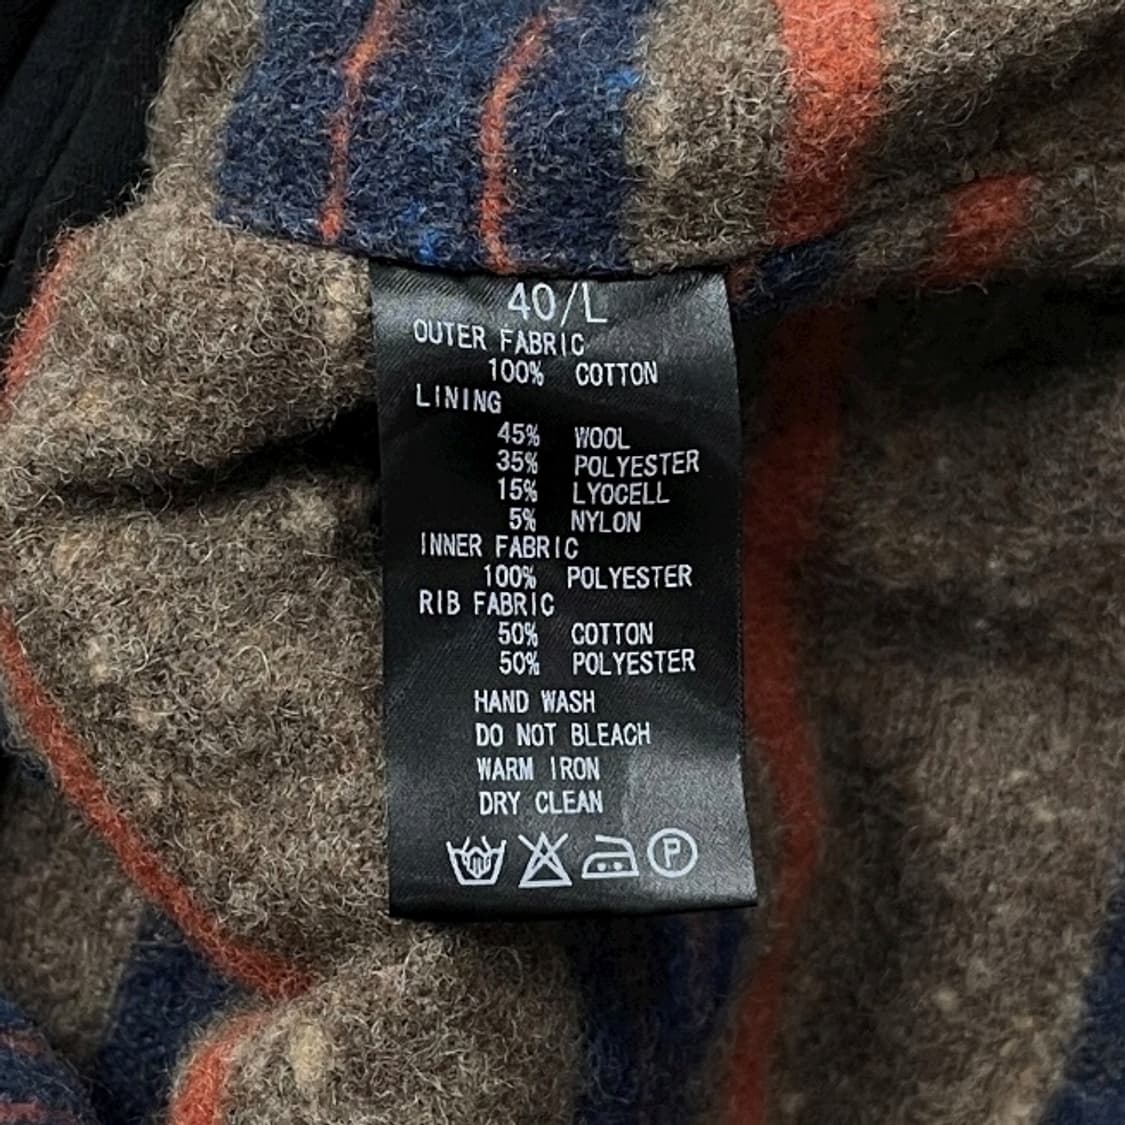 40/L
OUTER FABRIC
100% COTTON
LINING
45% WOOL
35% POLYESTER
15% LYOCELL
5% NYLON
INNER FABRIC
100% POLYESTER
RIB FABRIC
50% COTTON
50% POLYESTER
HAND WASH
DO NOT BLEACH
WARM IRON
DRY CLEAN
P